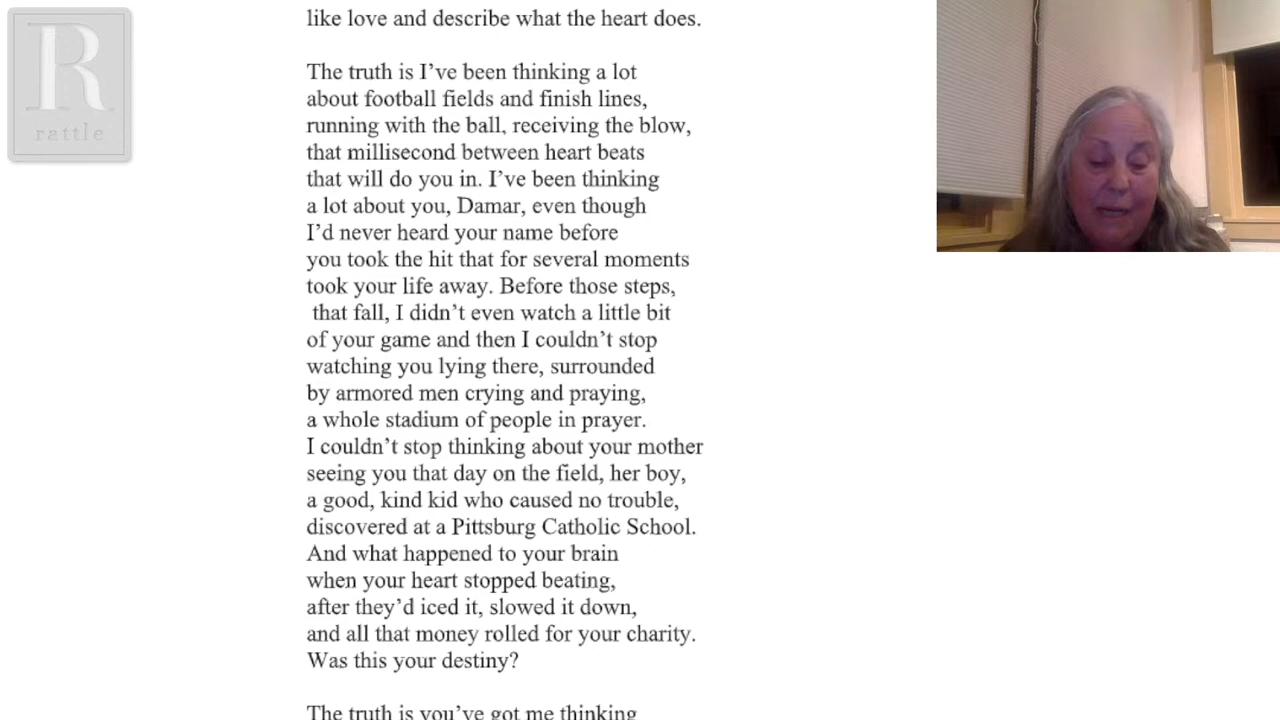 like love and describe what the heart does.
The truth is I’ve been thinking a lot
about football fields and finish lines,
running with the ball, receiving the blow,
that millisecond between heart beats
that will do you in. I’ve been thinking
a lot about you, Damar, even though
I’d never heard your name before
you took the hit that for several moments
took your life away. Before those steps,
that fall, I didn’t even watch a little bit
of your game and then I couldn’t stop
watching you lying there, surrounded
by armored men crying and praying,
a whole stadium of people in prayer.
I couldn’t stop thinking about your mother
seeing you that day on the field, her boy,
a good, kind kid who caused no trouble,
discovered at a Pittsburg Catholic School.
And what happened to your brain
when your heart stopped beating,
after they’d iced it, slowed it down,
and all that money rolled for your charity.
Was this your destiny?
The truth is you’ve got me thinking
R
rattle